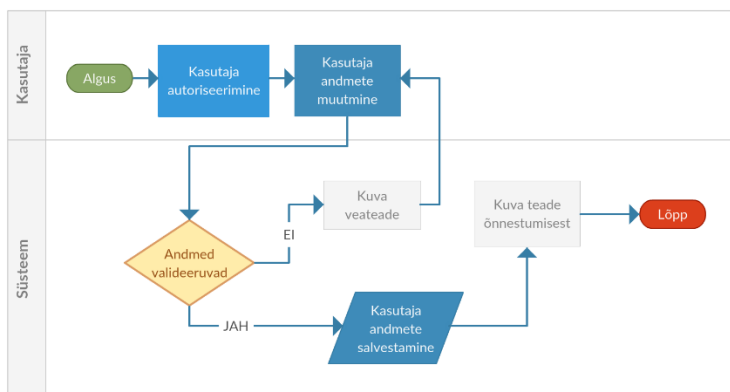 Kasutaja
Algus
Kasutaja
autoriseerimine
Kasutaja
andmete
muutmine
Süsteem
Andmed
valideeruvad
EI
Kuva
veateade
JAH
Kasutaja
andmete
salvestamine
Kuva teade
õnnestumisest
Lõpp